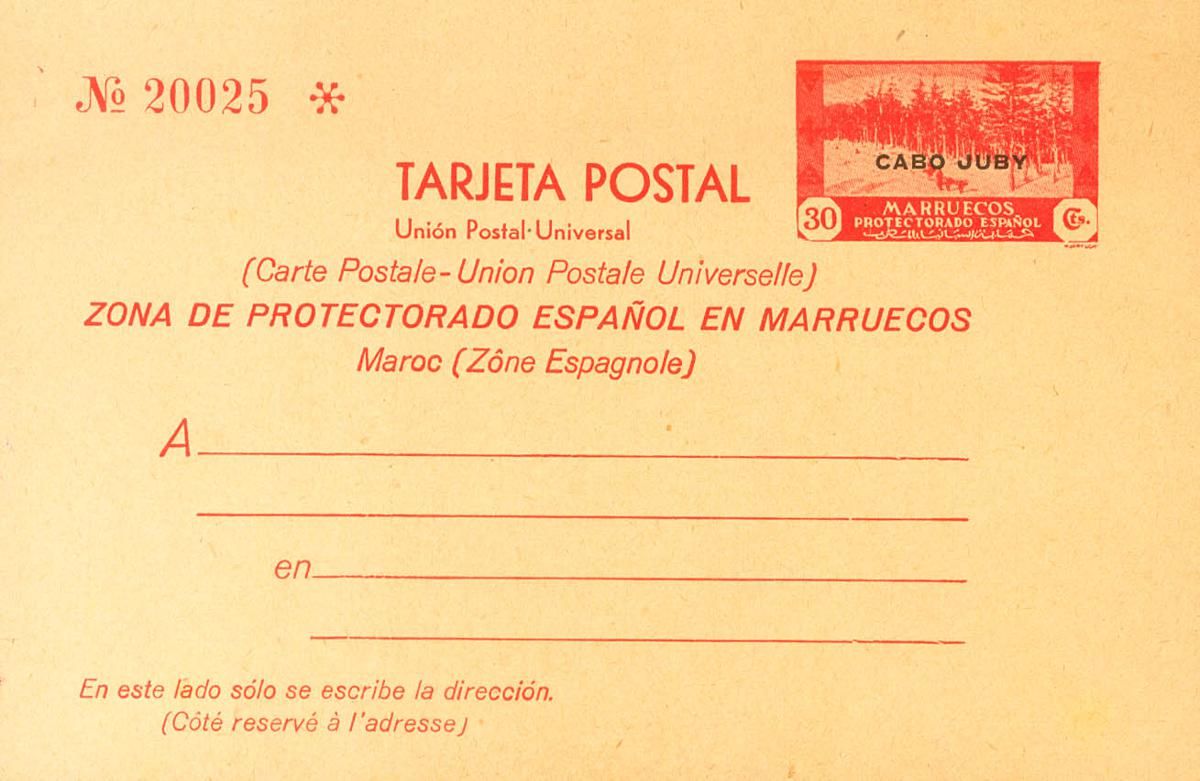 № 20025 *
TARJETA POSTAL
Unión Postal·Universal
(Carte Postale-Union Postale Universelle)
ZONA DE PROTECTORADO ESPAÑOL EN MARRUECOS
Maroc (Zône Espagnole)
CABO JUBY
30 MARRUECOS Cts.
PROTECTORADO ESPAÑOL
A
en
En este lado sólo se escribe la dirección.
(Côté reservé à l'adresse)